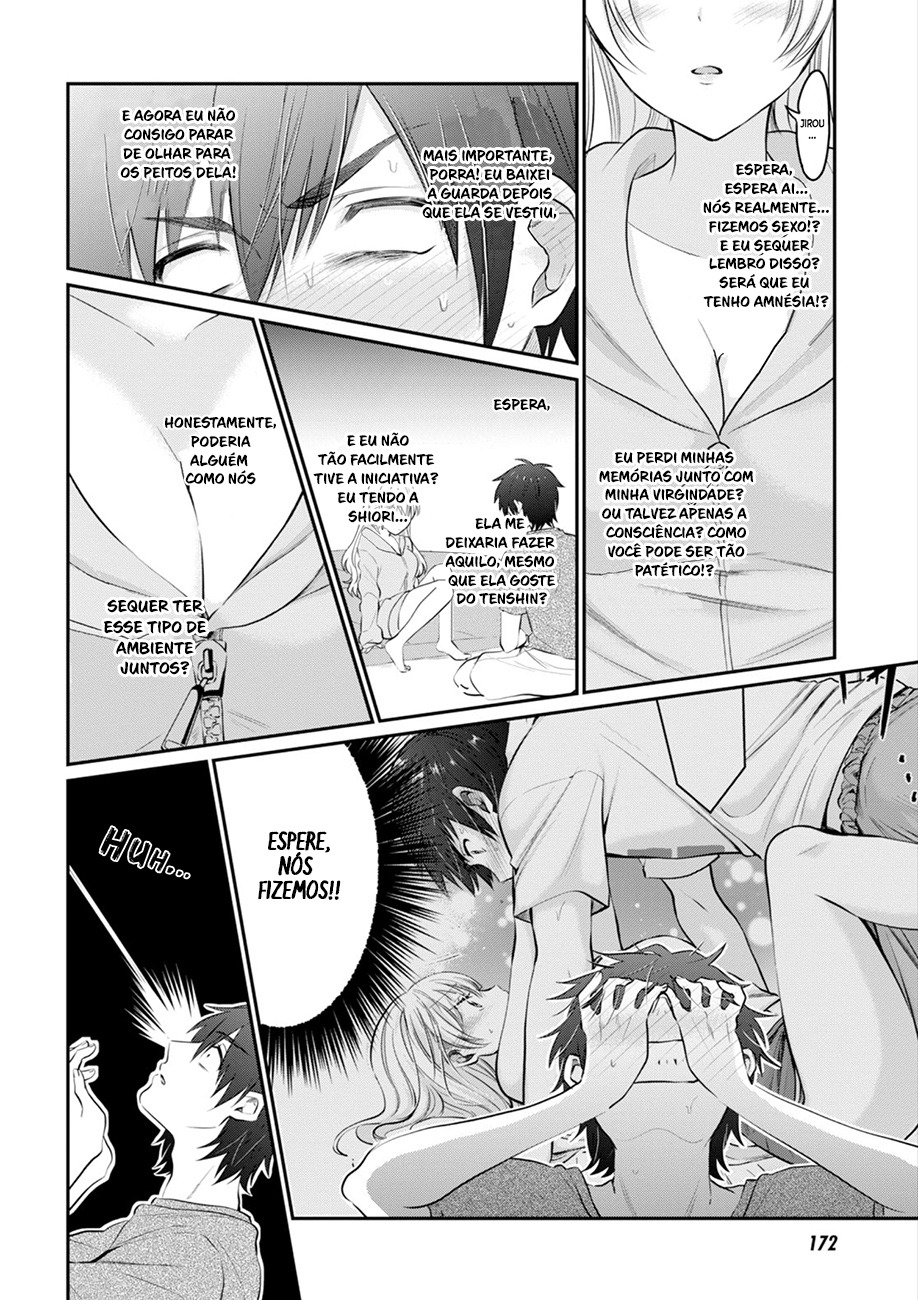 JIROU
...
ESPERA,
ESPERA AI...
NÓS REALMENTE...
FIZEMOS SEXO!?
E EU SEQUER
LEMBRO DISSO?
SERÁ QUE EU
TENHO AMNÉSIA!?
EU PERDI MINHAS
MEMÓRIAS JUNTO COM
MINHA VIRGINDADE?
OU TALVEZ APENAS A
CONSCIÊNCIA? COMO
VOCÊ PODE SER TÃO
PATÉTICO!?
MAIS IMPORTANTE,
PORRA! EU BAIXEI
A GUARDA DEPOIS
QUE ELA SE VESTIU,
E AGORA EU NÃO
CONSIGO PARAR
DE OLHAR PARA
OS PEITOS DELA!
ESPERA,
ELA ME
DEIXARIA FAZER
AQUILO, MESMO
QUE ELA GOSTE
DO TENSHIN?
E EU NÃO
TÃO FACILMENTE
TIVE A INICIATIVA?
EU TENDO A
SHIORI...
HONESTAMENTE,
PODERIA
ALGUÉM
COMO NÓS
SEQUER TER
ESSE TIPO DE
AMBIENTE
JUNTOS?
ESPERE,
NÓS
FIZEMOS!!
HUH...
172